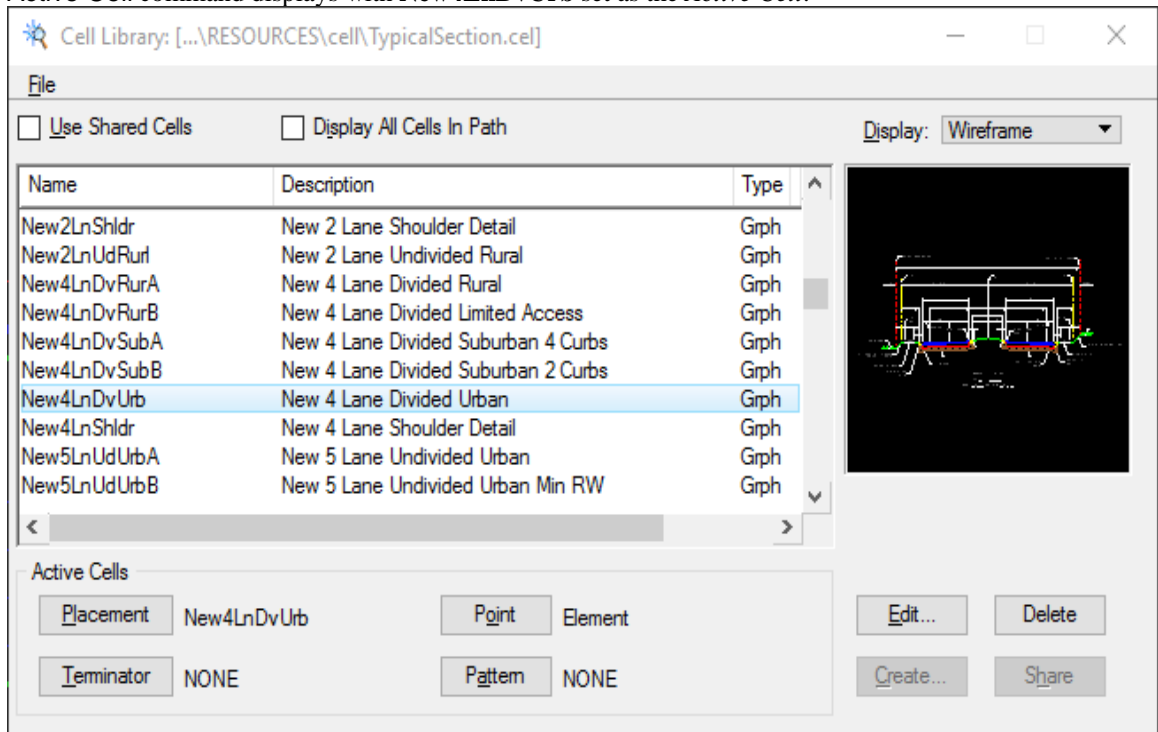 Cell Library: [...\RESOURCES\cell\TypicalSection.cel]
File
Use Shared Cells Display All Cells In Path Display: Wireframe
Name Description Type
New2LnShldr New 2 Lane Shoulder Detail Grph
New2LnUdRurl New 2 Lane Undivided Rural Grph
New4LnDvRurA New 4 Lane Divided Rural Grph
New4LnDvRurB New 4 Lane Divided Limited Access Grph
New4LnDvSubA New 4 Lane Divided Suburban 4 Curbs Grph
New4LnDvSubB New 4 Lane Divided Suburban 2 Curbs Grph
New4LnDvUrb New 4 Lane Divided Urban Grph
New4LnShldr New 4 Lane Shoulder Detail Grph
New5LnUdUrbA New 5 Lane Undivided Urban Grph
New5LnUdUrbB New 5 Lane Undivided Urban Min RW Grph
Active Cells
Placement New4LnDvUrb Point Element Edit... Delete
Terminator NONE Pattern NONE Create... Share